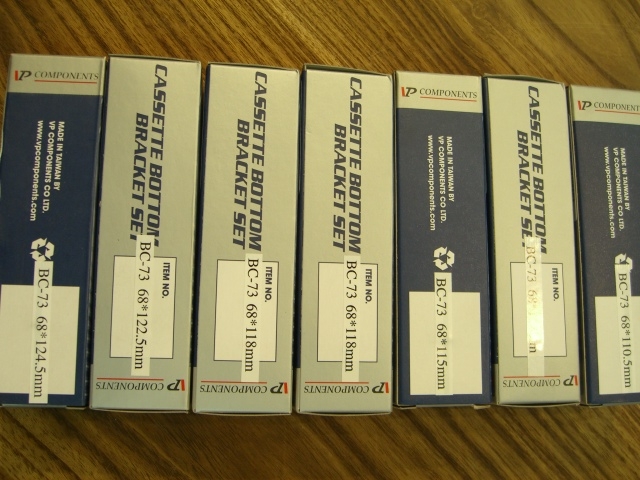 VP COMPONENTS
MADE IN TAIWAN BY
VP COMPONENTS CO LTD.
www.vpcomponents.com
BC-73 68*124.5mm
CASSETTE BOTTOM
BRACKET SET
ITEM NO.
BC-73 68*122.5mm
VP COMPONENTS
CASSETTE BOTTOM
BRACKET SET
ITEM NO.
BC-73 68*118mm
VP COMPONENTS
CASSETTE BOTTOM
BRACKET SET
ITEM NO.
BC-73 68*118mm
VP COMPONENTS
VP COMPONENTS
MADE IN TAIWAN BY
VP COMPONENTS CO LTD.
www.vpcomponents.com
BC-73 68*115mm
CASSETTE BOTTOM
BRACKET SE
ITEM NO.
BC-73
VP COMPONENTS
VP COMPONENT
MADE IN TAIWAN BY
VP COMPONENTS CO LTD.
www.vpcomponents.com
BC-73 68*110.5mm